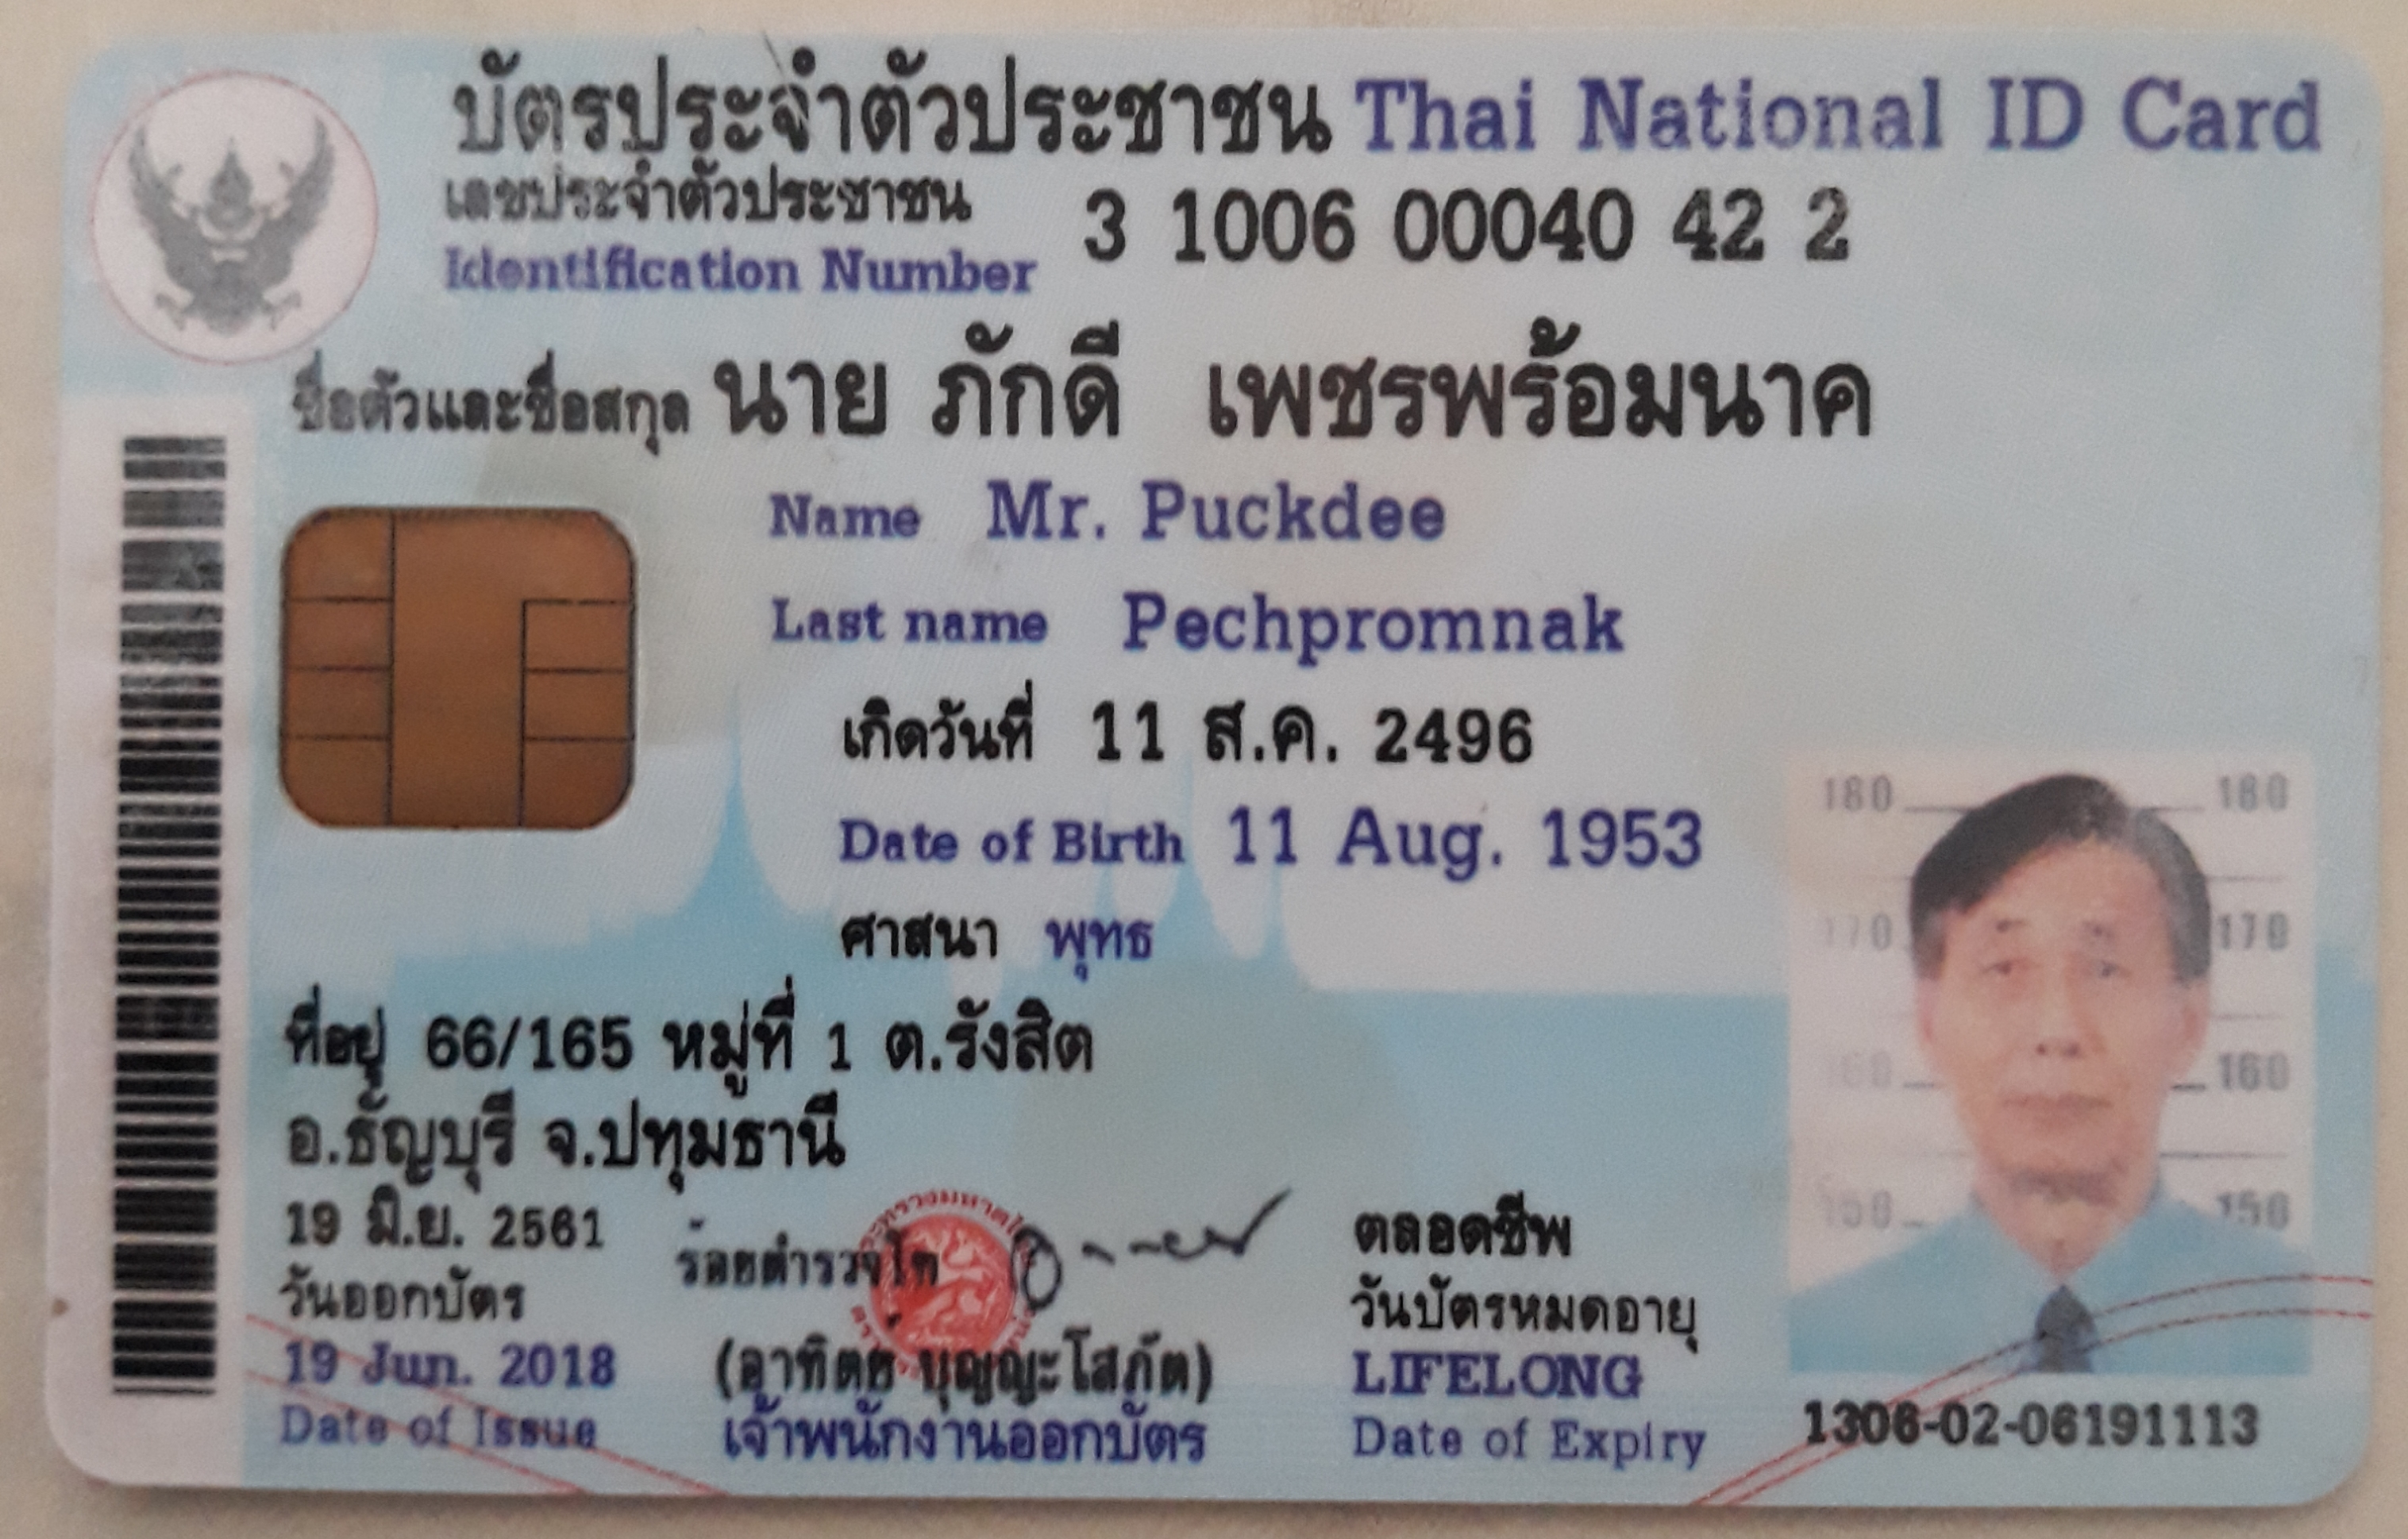 บัตรประจำตัวประชาชน Thai National ID Card
เลขประจำตัวประชาชน
Identification Number 3 1006 00040 42 2
ชื่อตัวและชื่อสกุล นาย ภักดี เพชรพร้อมนาค
Name Mr. Puckdee
Last name Pechpromnak
เกิดวันที่ 11 ส.ค. 2496
Date of Birth 11 Aug. 1953
ศาสนา พุทธ
ที่อยู่ 66/165 หมู่ที่ 1 ต.รังสิต
อ.ธัญบุรี จ.ปทุมธานี
180 180
170 170
160
150 150
19 มิ.ย. 2561
วันออกบัตร
19 Jun. 2018
Date of Issue
ร้อยตำรวจโท
(อาทิตย์ บุญญะโสภัต)
เจ้าพนักงานออกบัตร
ตลอดชีพ
วันบัตรหมดอายุ
LIFELONG
Date of Expiry
1306-02-06191113